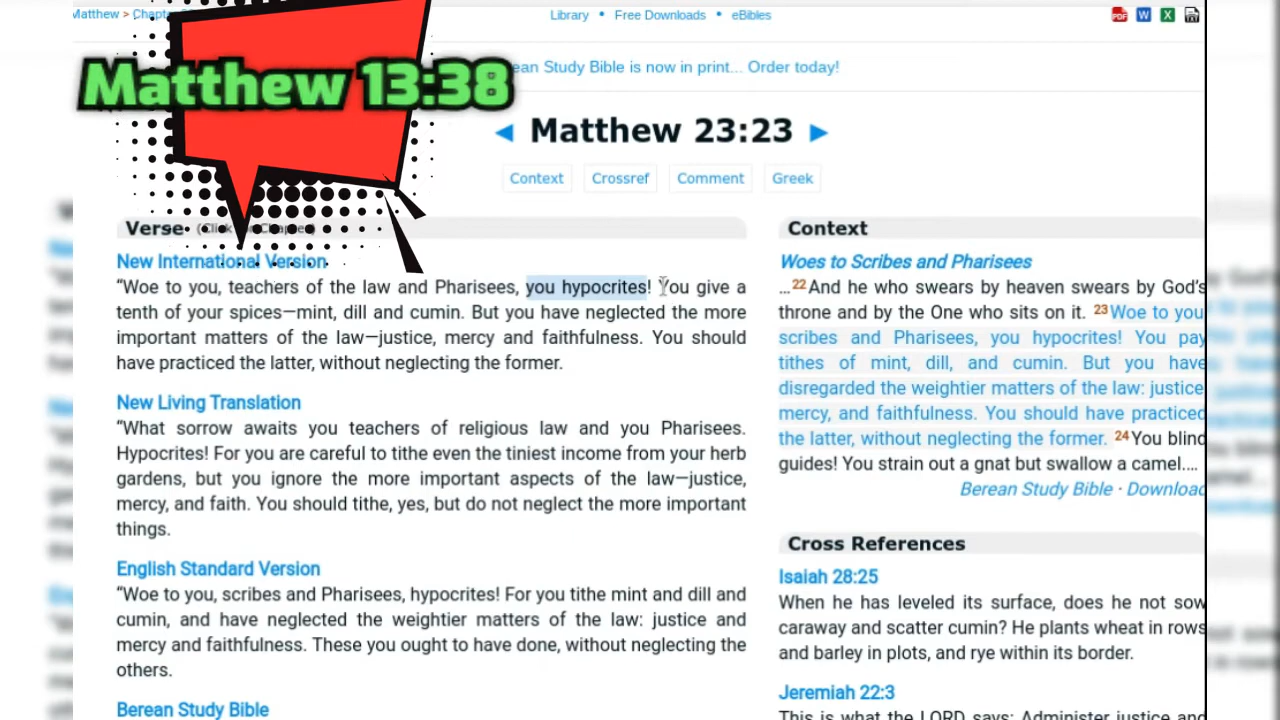 Matthew > Chapter
Library • Free Downloads • eBibles
PDF W X
Matthew 13:38
ean Study Bible is now in print... Order today!
◄ Matthew 23:23 ►
Context Crossref Comment Greek
Verse (Click Chapter)
New International Version
“Woe to you, teachers of the law and Pharisees, you hypocrites! You give a
tenth of your spices—mint, dill and cumin. But you have neglected the more
important matters of the law—justice, mercy and faithfulness. You should
have practiced the latter, without neglecting the former.
New Living Translation
“What sorrow awaits you teachers of religious law and you Pharisees.
Hypocrites! For you are careful to tithe even the tiniest income from your herb
gardens, but you ignore the more important aspects of the law—justice,
mercy, and faith. You should tithe, yes, but do not neglect the more important
things.
English Standard Version
“Woe to you, scribes and Pharisees, hypocrites! For you tithe mint and dill and
cumin, and have neglected the weightier matters of the law: justice and
mercy and faithfulness. These you ought to have done, without neglecting the
others.
Berean Study Bible
Context
Woes to Scribes and Pharisees
…22And he who swears by heaven swears by God’s
throne and by the One who sits on it. 23Woe to you
scribes and Pharisees, you hypocrites! You pay
tithes of mint, dill, and cumin. But you have
disregarded the weightier matters of the law: justice
mercy, and faithfulness. You should have practiced
the latter, without neglecting the former. 24You blind
guides! You strain out a gnat but swallow a camel.…
Berean Study Bible · Download
Cross References
Isaiah 28:25
When he has leveled its surface, does he not sow
caraway and scatter cumin? He plants wheat in rows
and barley in plots, and rye within its border.
Jeremiah 22:3
This is what the LORD says: Administer justice and